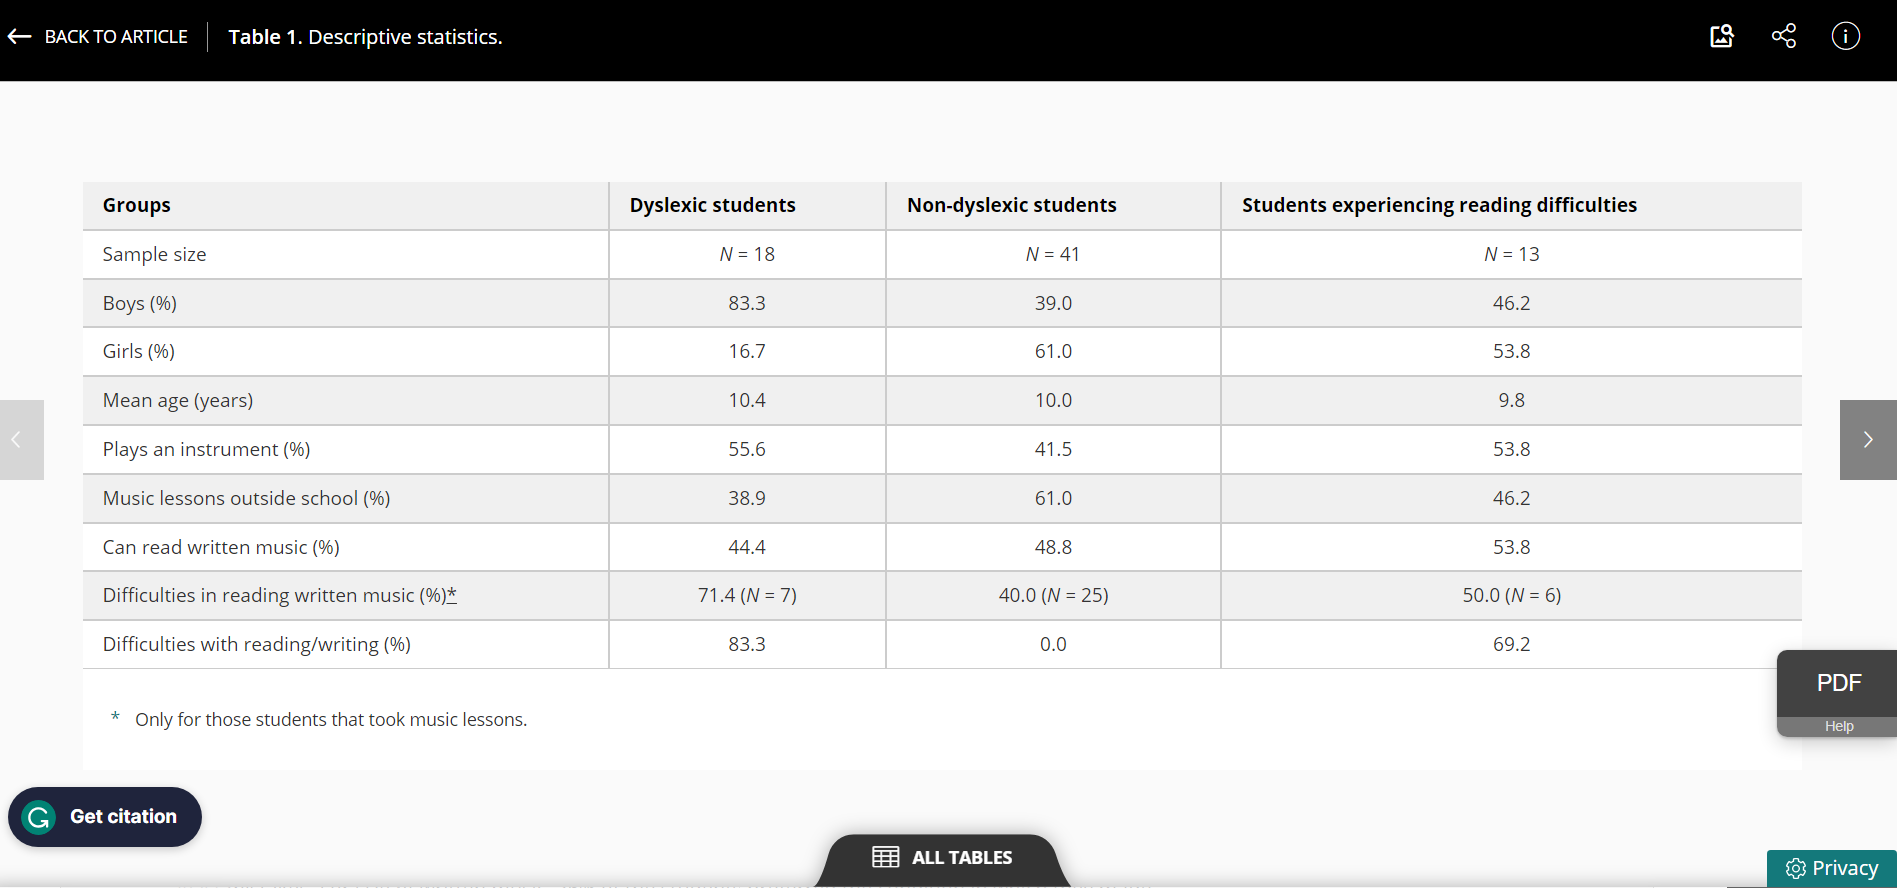 BACK TO ARTICLE Table 1. Descriptive statistics.
Groups Dyslexic students Non-dyslexic students Students experiencing reading difficulties
Sample size N = 18 N = 41 N = 13
Boys (%) 83.3 39.0 46.2
Girls (%) 16.7 61.0 53.8
Mean age (years) 10.4 10.0 9.8
Plays an instrument (%) 55.6 41.5 53.8
Music lessons outside school (%) 38.9 61.0 46.2
Can read written music (%) 44.4 48.8 53.8
Difficulties in reading written music (%)* 71.4 (N = 7) 40.0 (N = 25) 50.0 (N = 6)
Difficulties with reading/writing (%) 83.3 0.0 69.2
* Only for those students that took music lessons.
PDF
Help
Get citation
ALL TABLES
Privacy